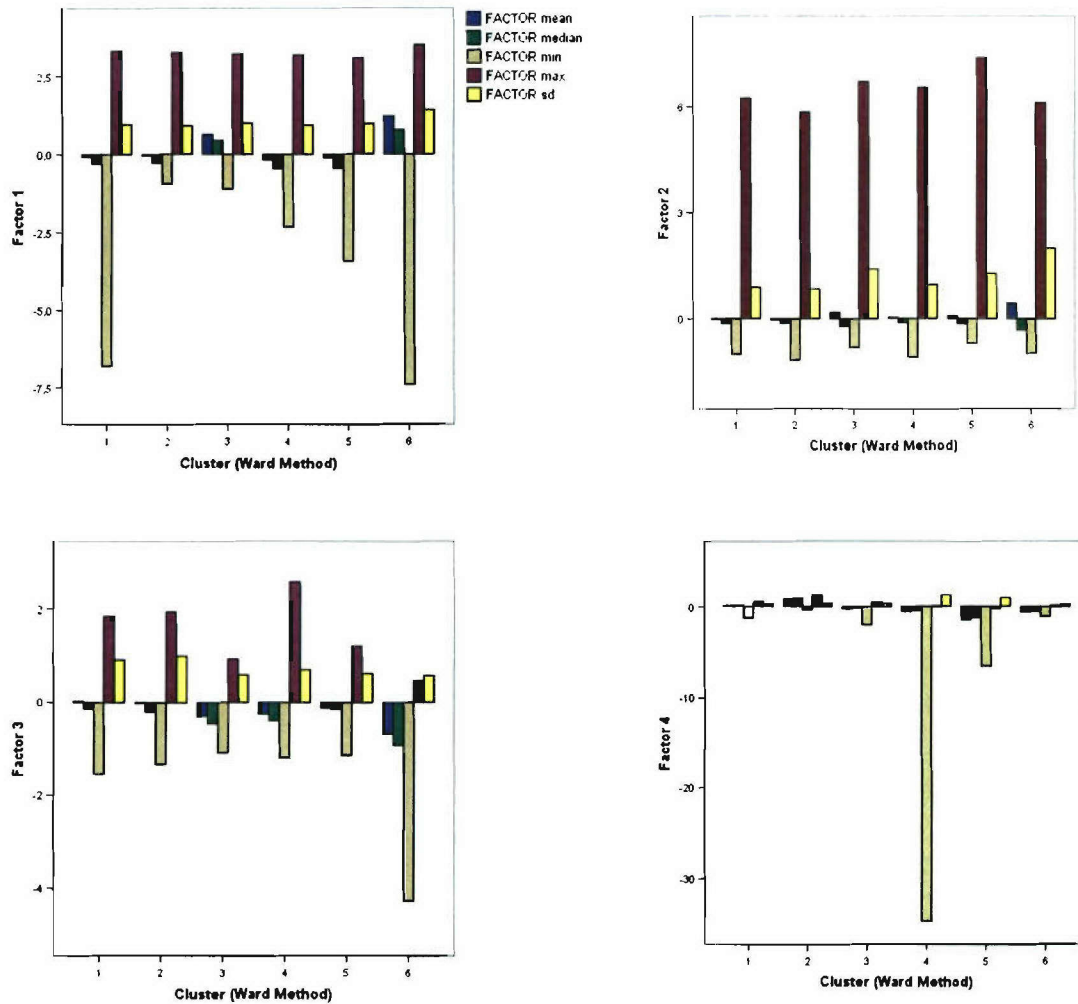 FACTOR mean
FACTOR median
FACTOR min
FACTOR max
FACTOR sd
2,5
0,0
-2,5
-5,0
-7,5
Factor 1
1 2 3 4 5 6
Cluster (Ward Method)
6
3
0
Factor 2
1 2 3 4 5 6
Cluster (Ward Method)
2
0
-2
-4
Factor 3
1 2 3 4 5 6
Cluster (Ward Method)
0
-10
-20
-30
Factor 4
1 2 3 4 5 6
Cluster (Ward Method)